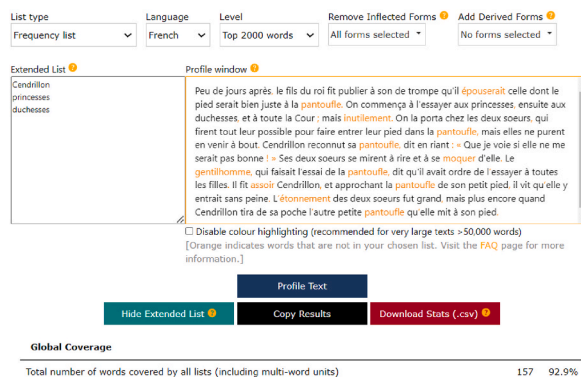 List type Language Level Remove Inflected Forms ? Add Derived Forms ?
Frequency list French Top 2000 words All forms selected No forms selected
Extended List ? Profile window ?
Cendrillon
princesses
duchesses
Peu de jours après, le fils du roi fit publier à son de trompe qu'il épouserait celle dont le
pied serait bien juste à la pantoufle. On commença à l'essayer aux princesses, ensuite aux
duchesses, et à toute la Cour ; mais inutilement. On la porta chez les deux soeurs, qui
firent tout leur possible pour faire entrer leur pied dans la pantoufle, mais elles ne purent
en venir à bout. Cendrillon reconnut sa pantoufle, dit en riant : « Que je voie si elle ne me
serait pas bonne ! » Ses deux soeurs se mirent à rire et à se moquer d'elle. Le
gentilhomme, qui faisait l'essai de la pantoufle, dit qu'il avait ordre de l'essayer à toutes
les filles. Il fit assoir Cendrillon, et approchant la pantoufle de son petit pied, il vit qu'elle y
entrait sans peine. L'étonnement des deux soeurs fut grand, mais plus encore quand
Cendrillon tira de sa poche l'autre petite pantoufle qu'elle mit à son pied.
Disable colour highlighting (recommended for very large texts >50,000 words)
[Orange indicates words that are not in your chosen list. Visit the FAQ page for more
information.]
Profile Text
Hide Extended List ? Copy Results Download Stats (.csv) ?
Global Coverage
Total number of words covered by all lists (including multi-word units) 157 92.9%